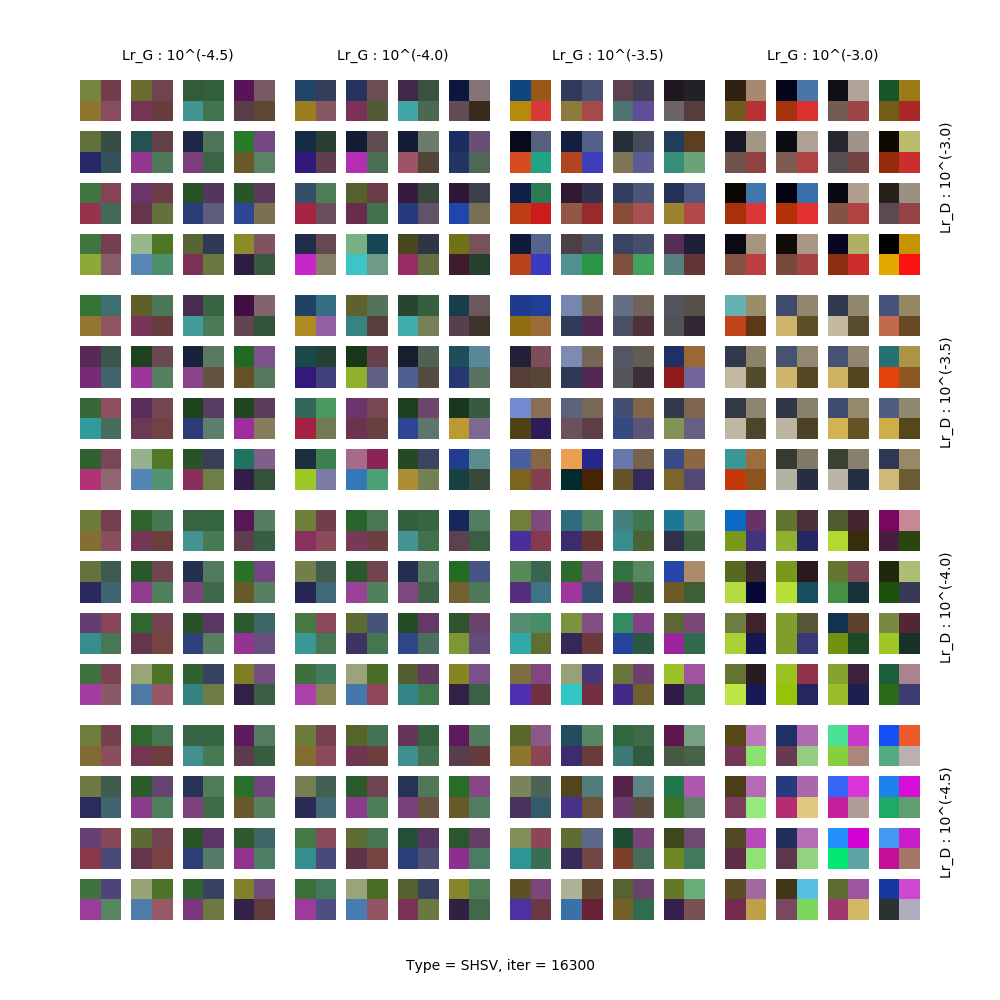 Lr_G : 10^(-4.5)
Lr_G : 10^(-4.0)
Lr_G : 10^(-3.5)
Lr_G : 10^(-3.0)
Lr_D : 10^(-3.0)
Lr_D : 10^(-3.5)
Lr_D : 10^(-4.0)
Lr_D : 10^(-4.5)
Type = SHSV, iter = 16300